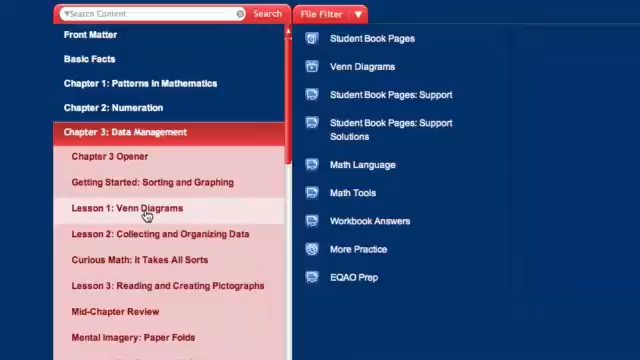 Search Content
Search
File Filter
Front Matter
Basic Facts
Chapter 1: Patterns in Mathematics
Chapter 2: Numeration
Chapter 3: Data Management
Chapter 3 Opener
Getting Started: Sorting and Graphing
Lesson 1: Venn Diagrams
Lesson 2: Collecting and Organizing Data
Curious Math: It Takes All Sorts
Lesson 3: Reading and Creating Pictographs
Mid-Chapter Review
Mental Imagery: Paper Folds
Student Book Pages
Venn Diagrams
Student Book Pages: Support
Student Book Pages: Support
Solutions
Math Language
Math Tools
Workbook Answers
More Practice
EQAO Prep